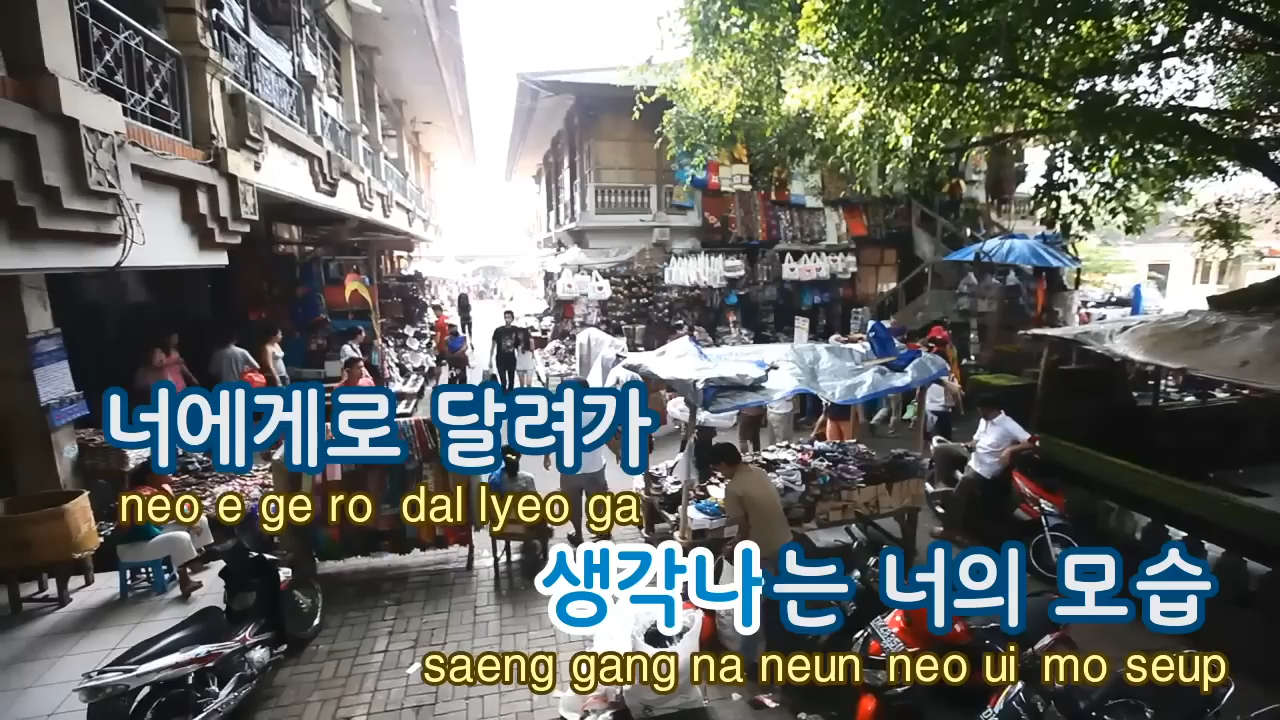 너에게로 달려가
neo e ge ro dal lyeo ga
생각나는 너의 모습
saeng gang na neun neo ui mo seup